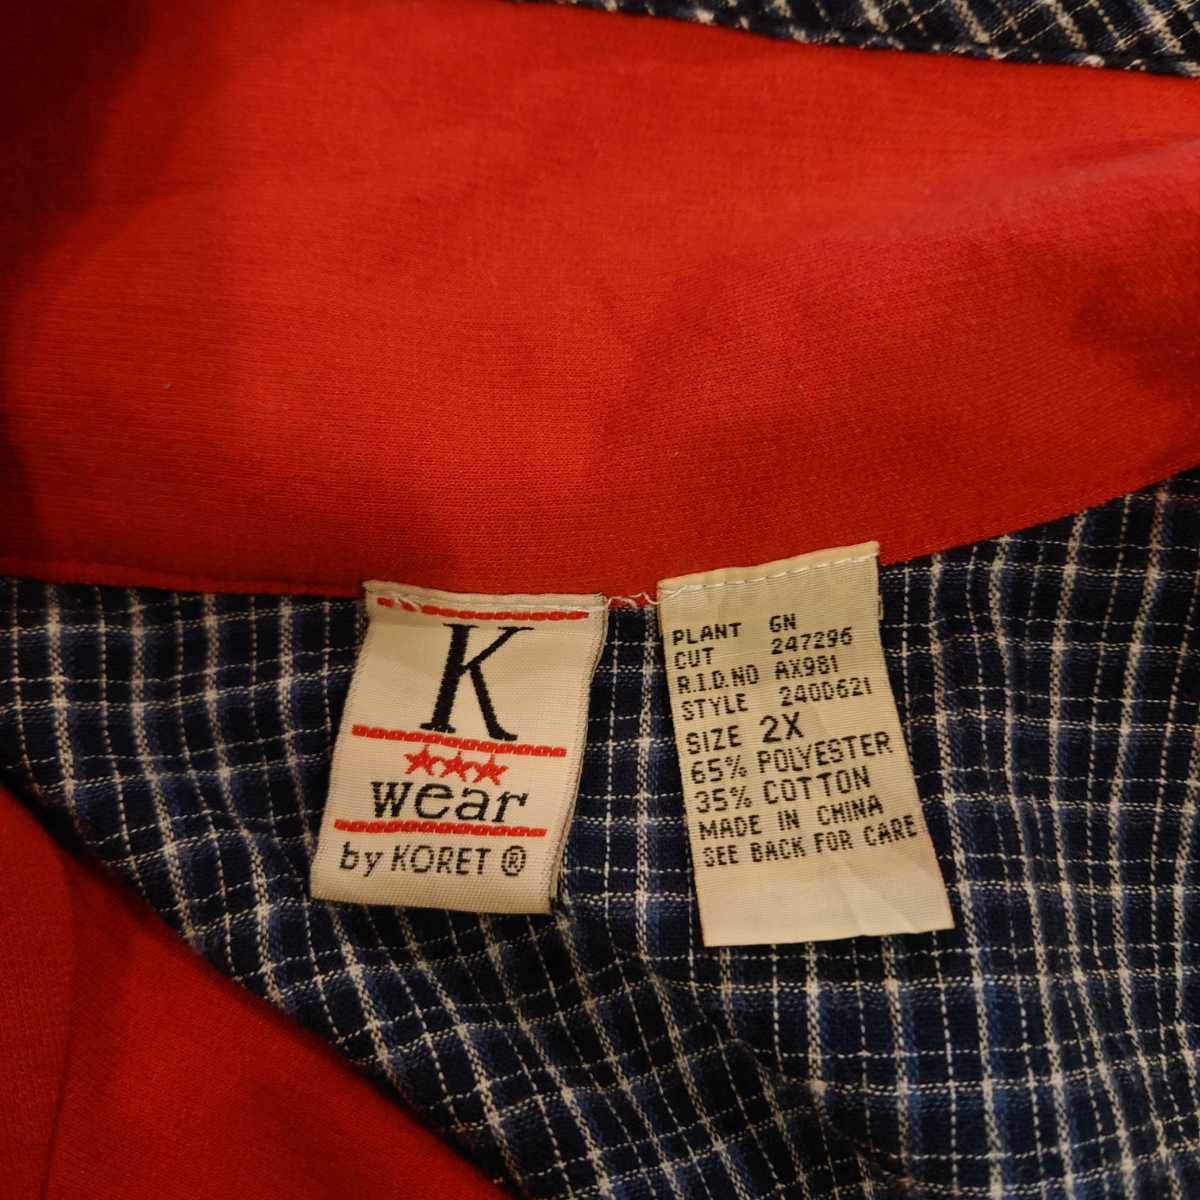 K
wear
by KORET ®
PLANT GN
CUT 247296
R.I.D.NO AX981
STYLE 240D621
SIZE 2X
65% POLYESTER
35% COTTON
MADE IN CHINA
SEE BACK FOR CARE